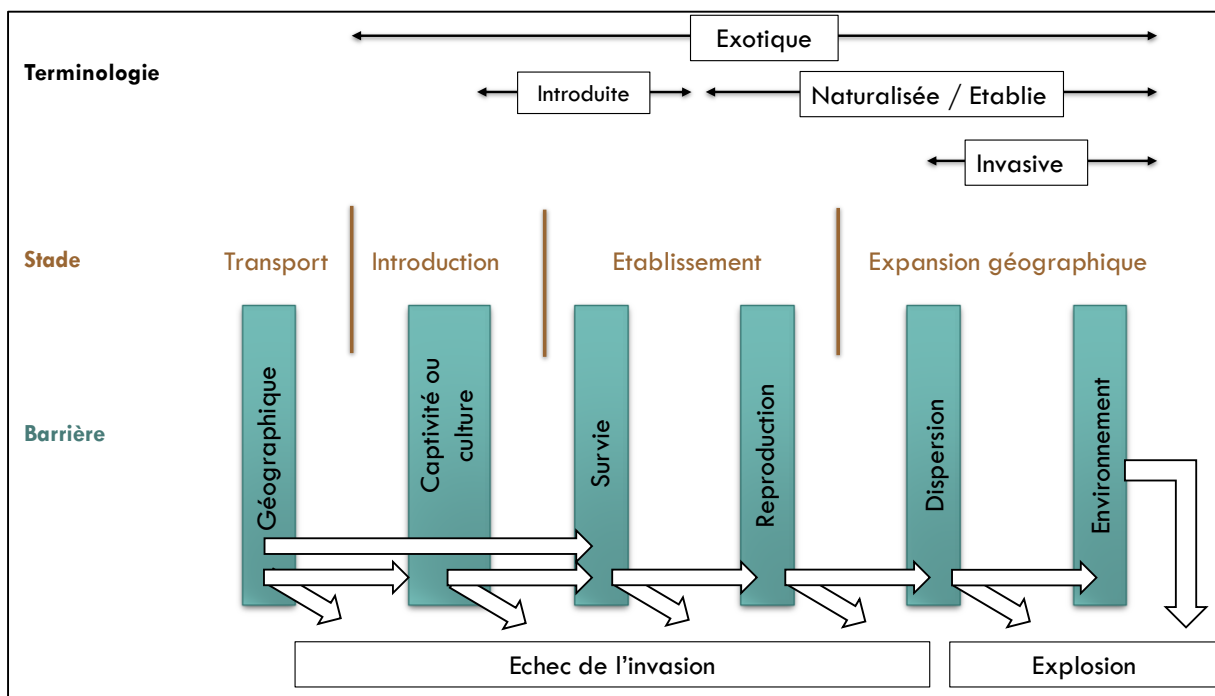 Exotique
Terminologie
Introduite
Naturalisée / Etablie
Invasive
Stade
Transport
Introduction
Etablissement
Expansion géographique
Barrière
Géographique
Captivité ou
culture
Survie
Reproduction
Dispersion
Environnement
Echec de l’invasion
Explosion